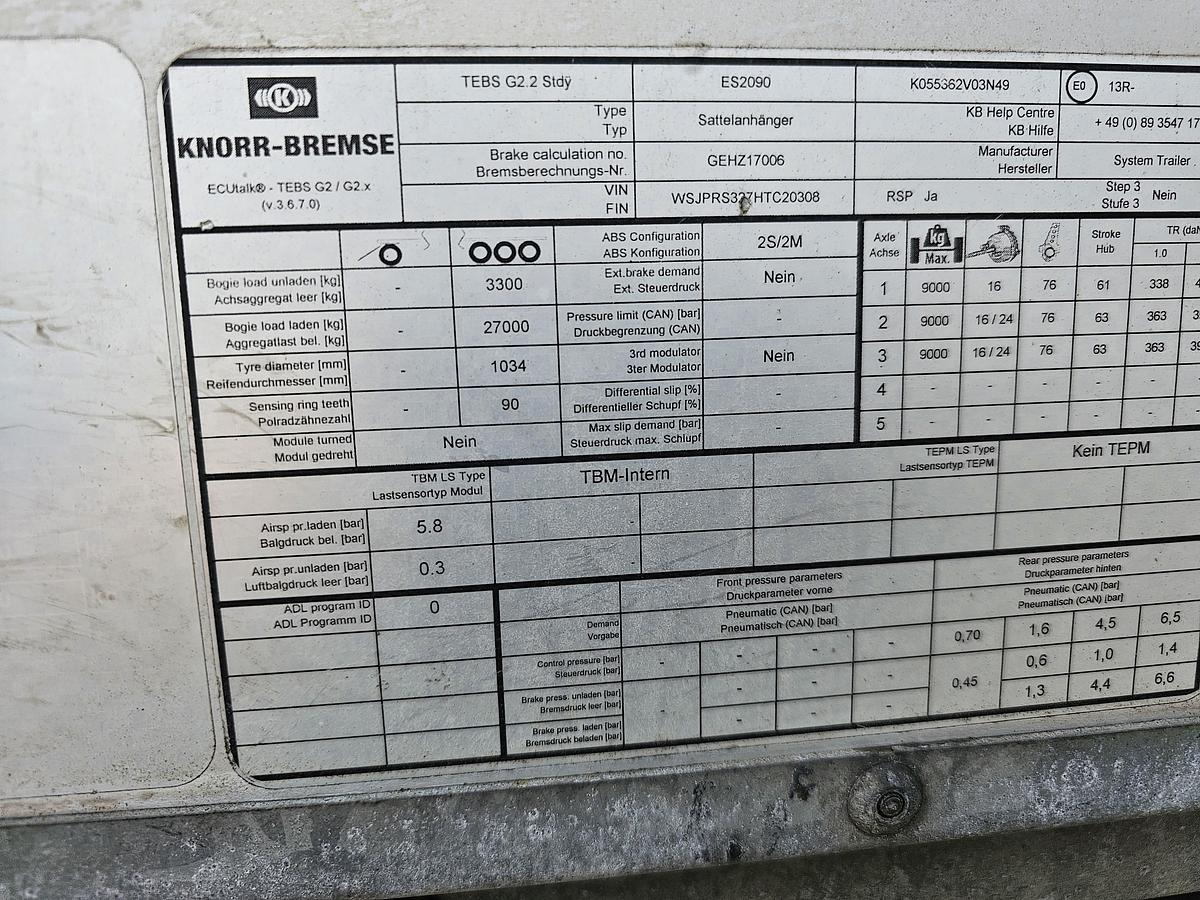 K
KNORR-BREMSE
ECUtalk® - TEBS G2 / G2.x
(v.3.6.7.0)
TEBS G2.2 Stdÿ ES2090 K055362V03N49 E0 13R-
Type Sattelanhänger KB Help Centre + 49 (0) 89 3547 17
Typ KB Hilfe
Brake calculation no. GEHZ17006 Manufacturer System Trailer
Bremsberechnungs-Nr. Hersteller
VIN WSJPRS327HTC20308 RSP Ja Step 3 Nein
FIN Stufe 3
ABS Configuration 2S/2M
ABS Konfiguration
Bogie load unladen [kg] - 3300 Ext.brake demand Nein
Achsaggregat leer [kg] Ext. Steuerdruck
Bogie load laden [kg] - 27000 Pressure limit (CAN) [bar] -
Aggregatlast bel. [kg] Druckbegrenzung (CAN)
Tyre diameter [mm] - 1034 3rd modulator Nein
Reifendurchmesser [mm] 3ter Modulator
Sensing ring teeth - 90 Differential slip [%] -
Polradzähnezahl Differentieller Schupf [%]
Module turned Nein Max slip demand [bar] -
Modul gedreht Steuerdruck max. Schlupf
Axle kg Stroke TR (daN
Achse Max. Hub 1.0
1 9000 16 76 61 338 4
2 9000 16 / 24 76 63 363 3
3 9000 16 / 24 76 63 363 39
4 - - - - -
5 - - - - -
TBM LS Type TBM-Intern TEPM LS Type Kein TEPM
Lastsensortyp Modul Lastsensortyp TEPM
Airsp pr.laden [bar] 5.8 -
Balgdruck bel. [bar]
Airsp pr.unladen [bar] 0.3 -
Luftbalgdruck leer [bar]
ADL program ID 0
ADL Programm ID
Front pressure parameters Rear pressure parameters
Druckparameter vorne Druckparameter hinten
Demand Pneumatic (CAN) [bar] Pneumatic (CAN) [bar]
Vorgabe Pneumatisch (CAN) [bar] Pneumatisch (CAN) [bar]
Control pressure [bar] - - - - 0,70 1,6 4,5 6,5
Steuerdruck [bar]
Brake press. unladen [bar] - - - - 0,45 0,6 1,0 1,4
Bremsdruck leer [bar]
Brake press. laden [bar] - - - 1,3 4,4 6,6
Bremsdruck beladen [bar]